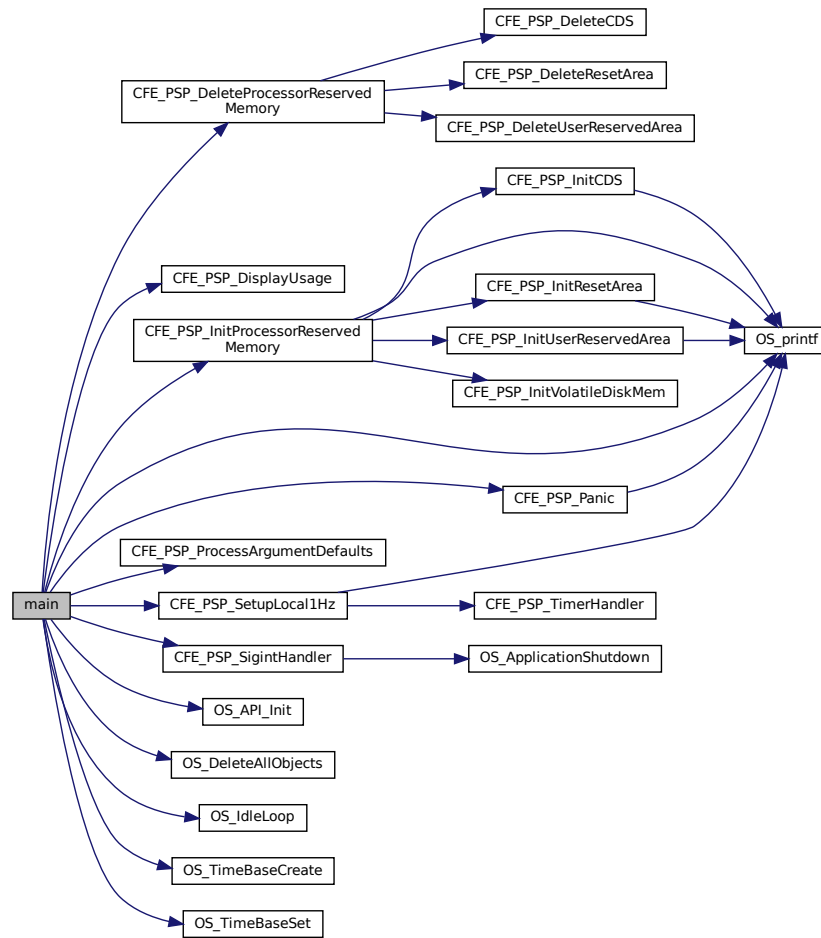 CFE_PSP_DeleteCDS
CFE_PSP_DeleteProcessorReserved
Memory
CFE_PSP_DeleteResetArea
CFE_PSP_DeleteUserReservedArea
CFE_PSP_InitCDS
CFE_PSP_DisplayUsage
CFE_PSP_InitResetArea
CFE_PSP_InitProcessorReserved
Memory
CFE_PSP_InitUserReservedArea
OS_printf
CFE_PSP_InitVolatileDiskMem
CFE_PSP_Panic
CFE_PSP_ProcessArgumentDefaults
main
CFE_PSP_SetupLocal1Hz
CFE_PSP_TimerHandler
CFE_PSP_SigintHandler
OS_ApplicationShutdown
OS_API_Init
OS_DeleteAllObjects
OS_IdleLoop
OS_TimeBaseCreate
OS_TimeBaseSet